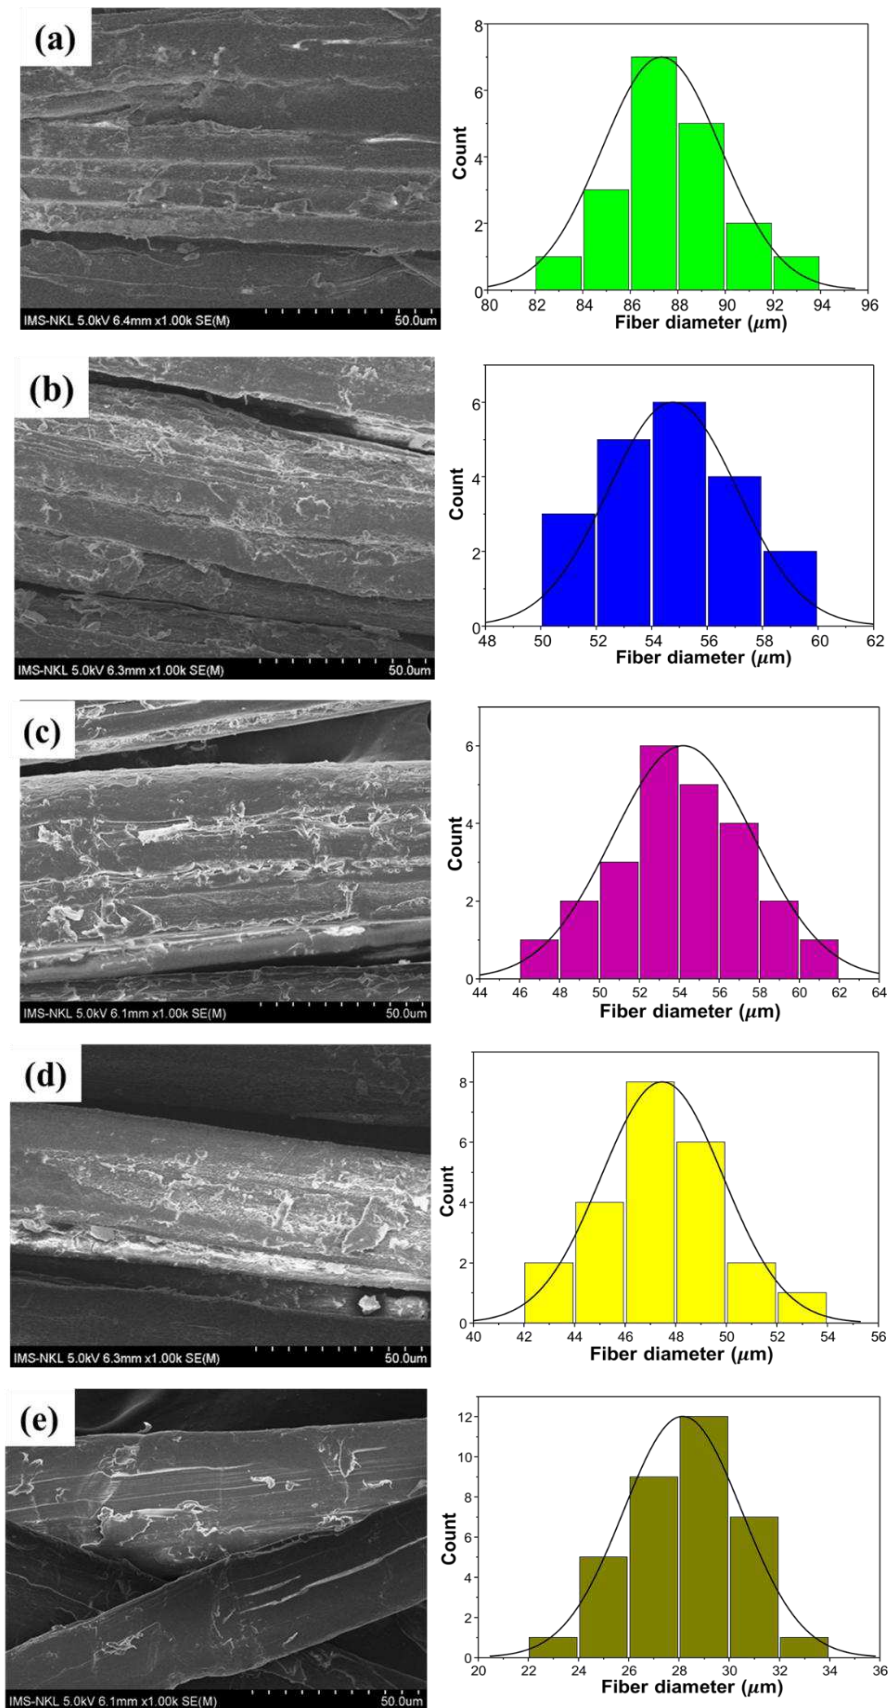 (a)
IMS-NKL 5.0kV 6.4mm x1.00k SE(M) 50.0um
8
6
4
2
0
Count
80 82 84 86 88 90 92 94 96
Fiber diameter (μm)
(b)
IMS-NKL 5.0kV 6.3mm x1.00k SE(M) 50.0um
6
4
2
0
Count
48 50 52 54 56 58 60 62
Fiber diameter (μm)
(c)
IMS-NKL 5.0kV 6.1mm x1.00k SE(M) 50.0um
6
4
2
0
Count
44 46 48 50 52 54 56 58 60 62 64
Fiber diameter (μm)
(d)
IMS-NKL 5.0kV 6.3mm x1.00k SE(M) 50.0um
8
6
4
2
0
Count
40 42 44 46 48 50 52 54 56
Fiber diameter (μm)
(e)
IMS-NKL 5.0kV 6.1mm x1.00k SE(M) 50.0um
12
10
8
6
4
2
0
Count
20 22 24 26 28 30 32 34 36
Fiber diameter (μm)